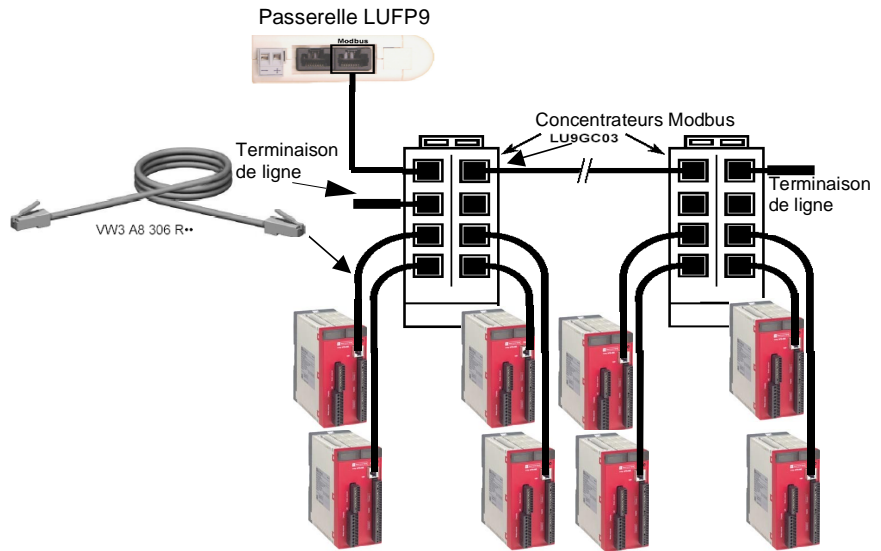 Passerelle LUFP9
Modbus
Concentrateurs Modbus
LU9GC03
Terminaison
de ligne
Terminaison
de ligne
VW3 A8 306 R••